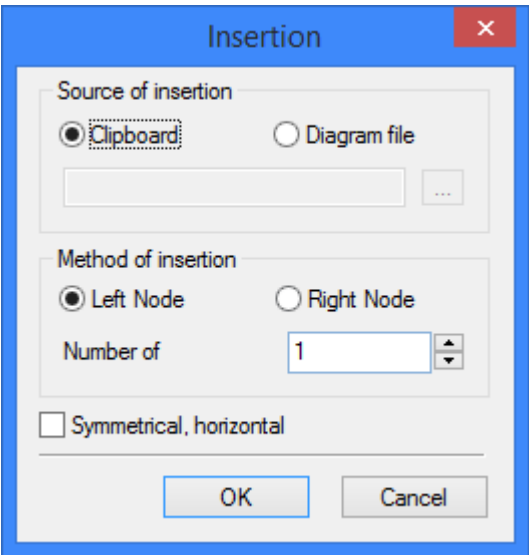 Insertion
Source of insertion
Clipboard Diagram file
...
Method of insertion
Left Node Right Node
Number of 1
Symmetrical, horizontal
OK Cancel